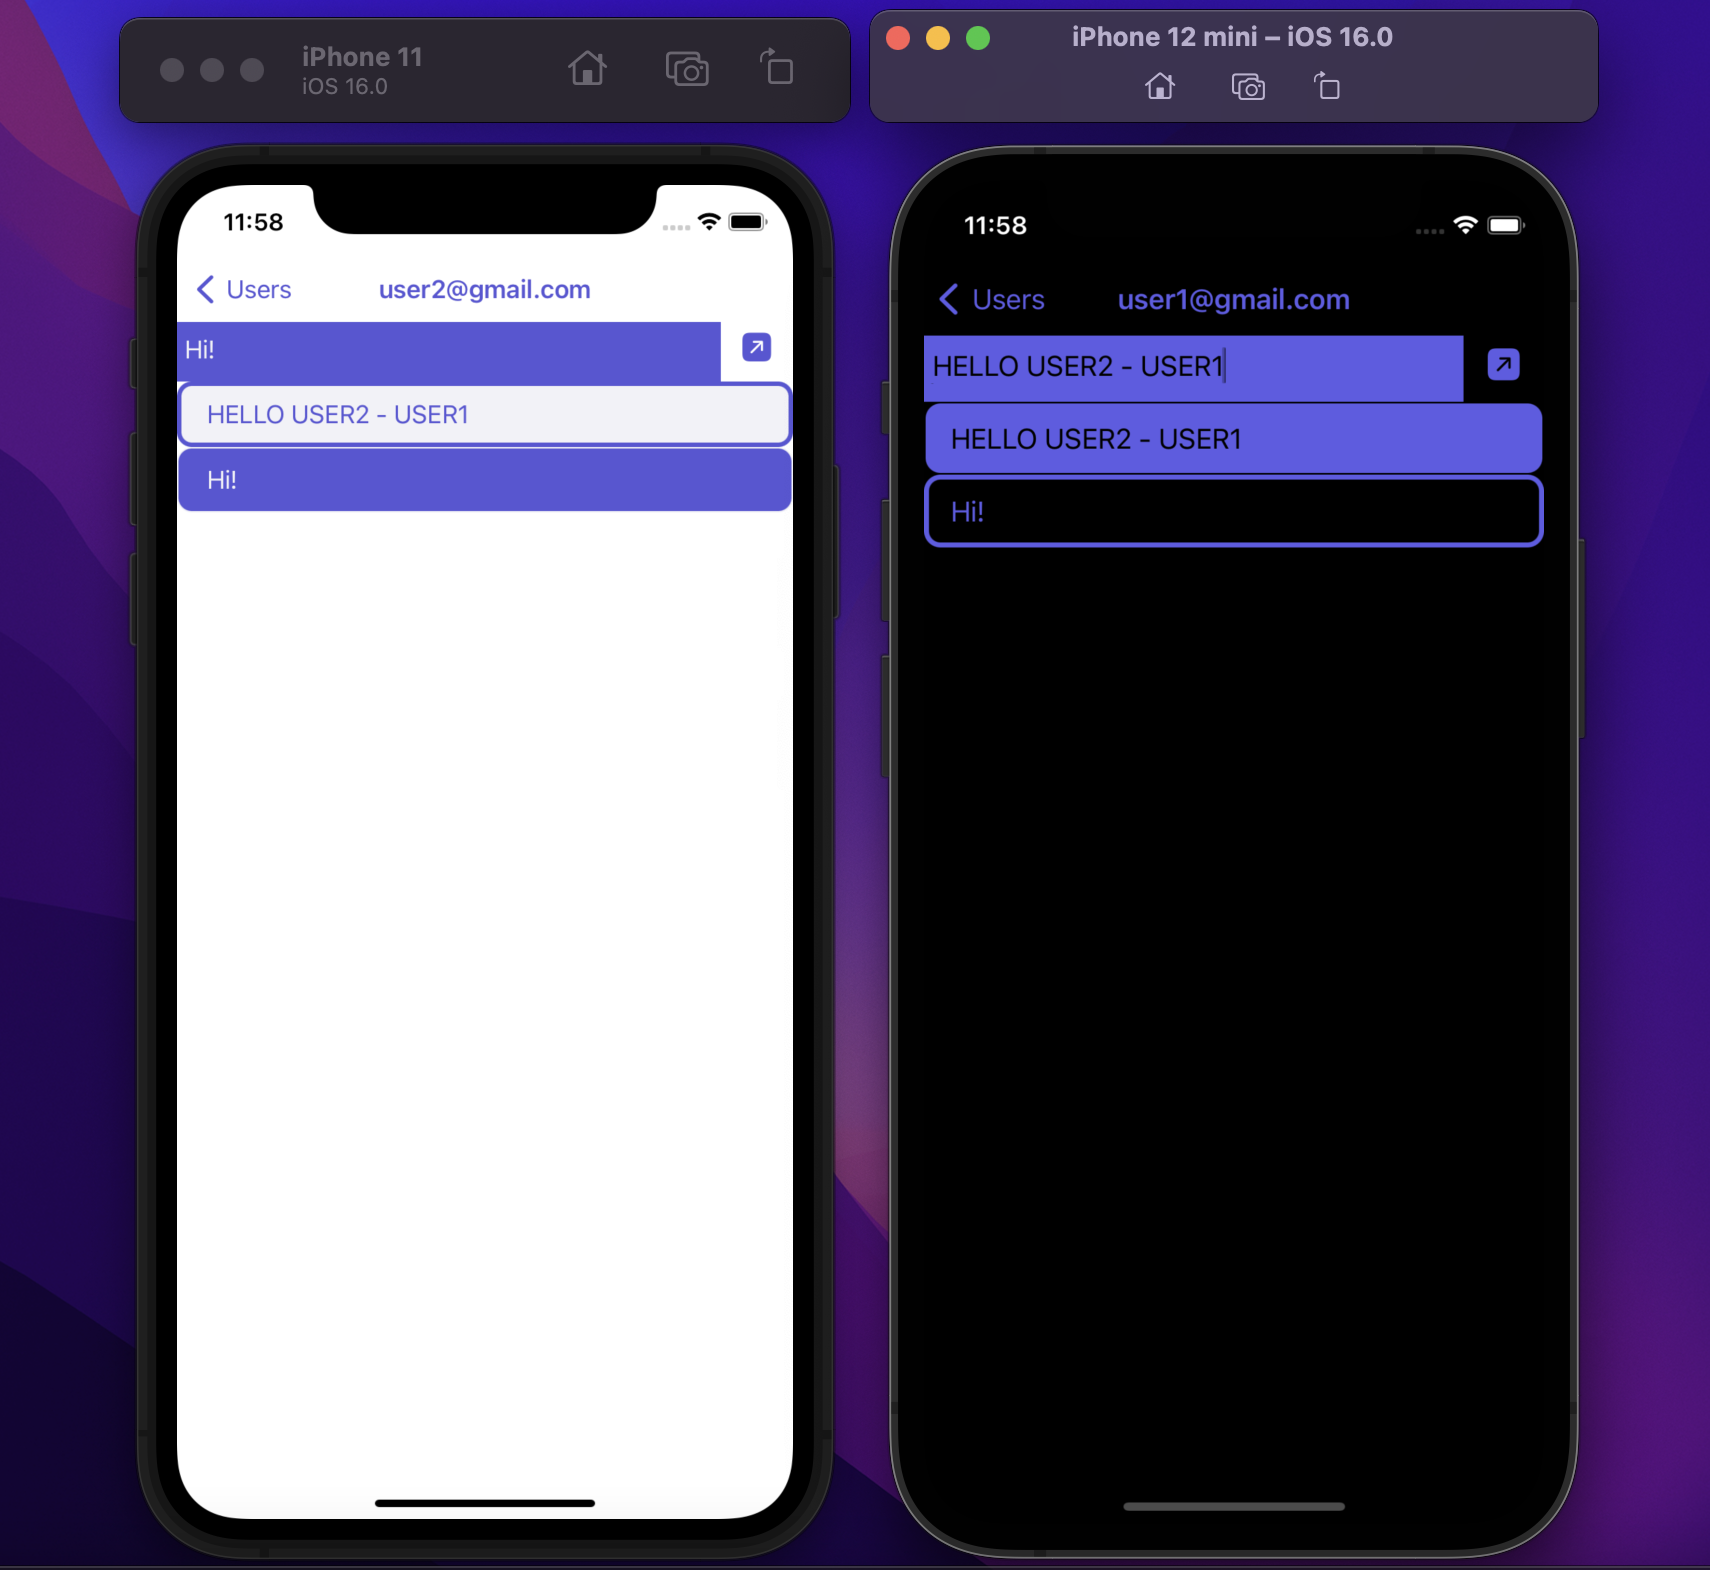 iPhone 11
iOS 16.0
11:58
Users
user2@gmail.com
Hi!
HELLO USER2 - USER1
Hi!
iPhone 12 mini – iOS 16.0
11:58
Users
user1@gmail.com
HELLO USER2 - USER1
HELLO USER2 - USER1
Hi!